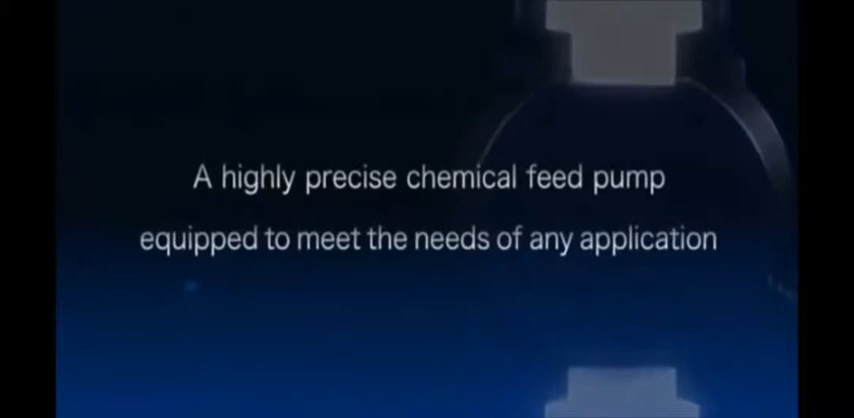 A highly precise chemical feed pump
equipped to meet the needs of any application